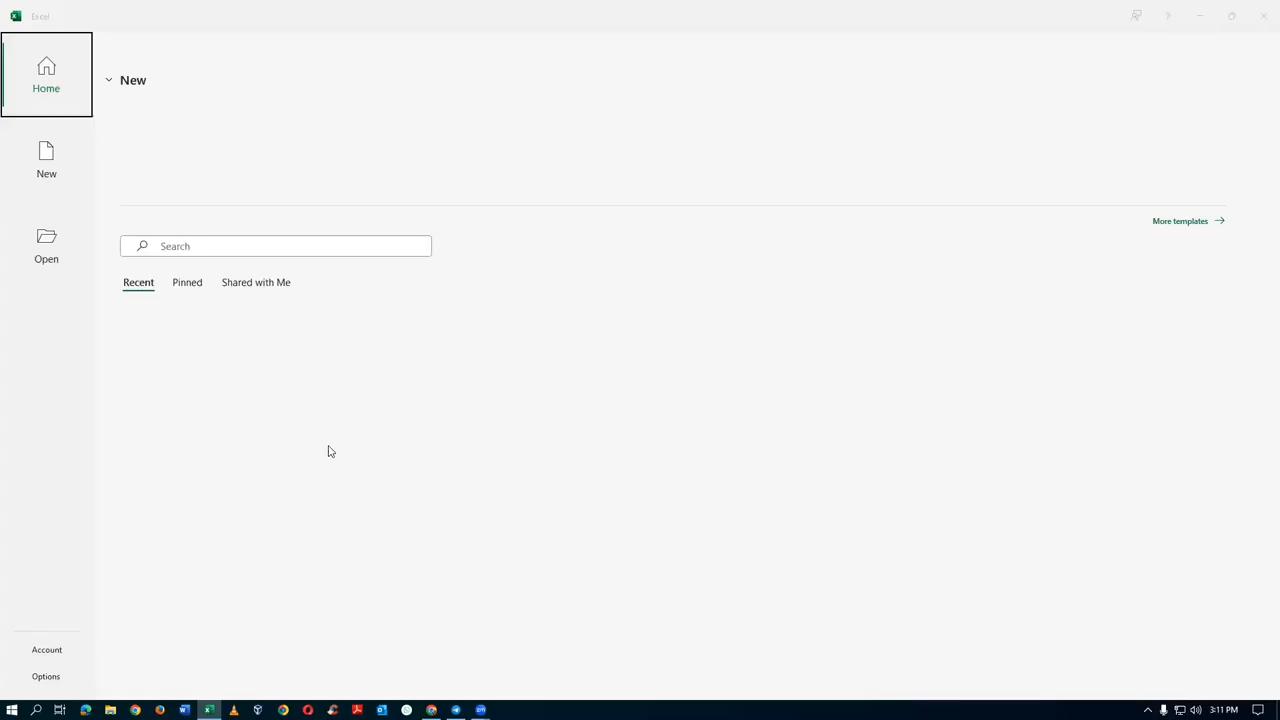 Excel
Home
New
New
Open
More templates
Search
Recent Pinned Shared with Me
Account
Options
3:11 PM